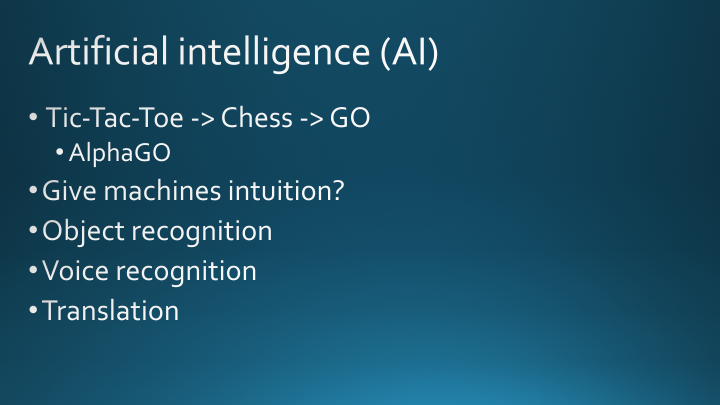 Artificial intelligence (AI)
• Tic-Tac-Toe -> Chess -> GO
• AlphaGO
• Give machines intuition?
• Object recognition
• Voice recognition
• Translation